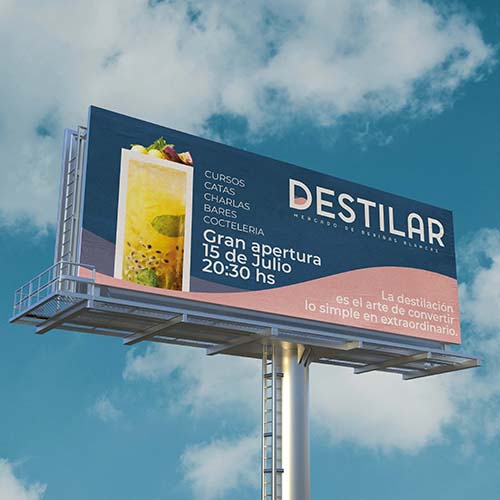 CURSOS
CATAS
CHARLAS
BARES
COCTELERIA
Gran apertura
15 de Julio
20:30 hs
DESTILAR
MERCADO DE BEBIDAS BLANCAS
La destilación
es el arte de convertir
lo simple en extraordinario.